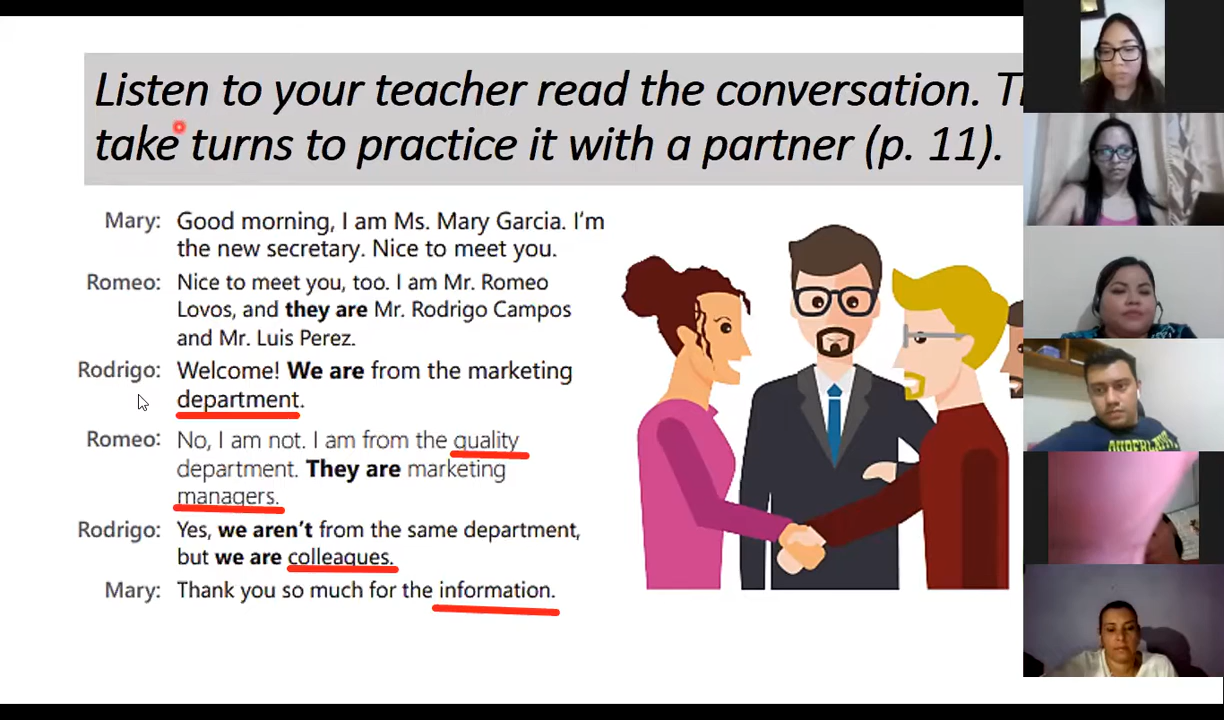 Listen to your teacher read the conversation. T
take turns to practice it with a partner (p. 11).
Mary: Good morning, I am Ms. Mary Garcia. I'm
the new secretary. Nice to meet you.
Romeo: Nice to meet you, too. I am Mr. Romeo
Lovos, and they are Mr. Rodrigo Campos
and Mr. Luis Perez.
Rodrigo: Welcome! We are from the marketing
department.
Romeo: No, I am not. I am from the quality
department. They are marketing
managers.
Rodrigo: Yes, we aren't from the same department,
but we are colleagues.
Mary: Thank you so much for the information.